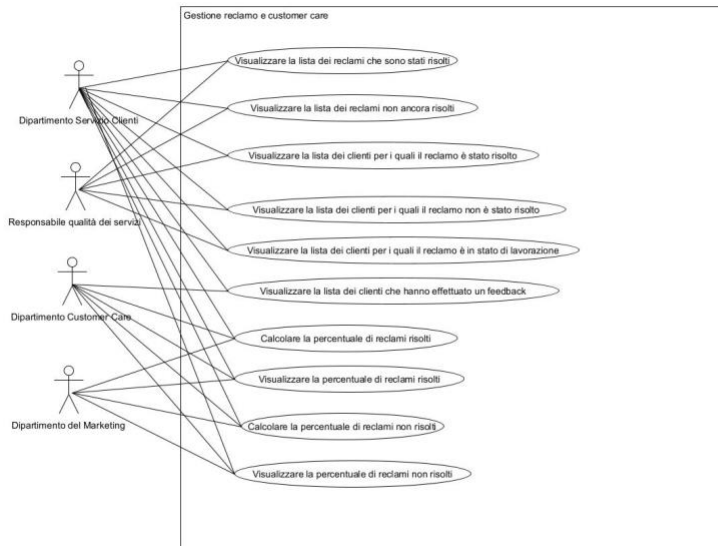 Gestione reclamo e customer care
Visualizzare la lista dei reclami che sono stati risolti
Dipartimento Servizio Clienti
Visualizzare la lista dei reclami non ancora risolti
Visualizzare la lista dei clienti per i quali il reclamo è stato risolto
Responsabile qualità dei servizi
Visualizzare la lista dei clienti per i quali il reclamo non è stato risolto
Visualizzare la lista dei clienti per i quali il reclamo è in stato di lavorazione
Visualizzare la lista dei clienti che hanno effettuato un feedback
Dipartimento Customer Care
Calcolare la percentuale di reclami risolti
Visualizzare la percentuale di reclami risolti
Dipartimento del Marketing
Calcolare la percentuale di reclami non risolti
Visualizzare la percentuale di reclami non risolti